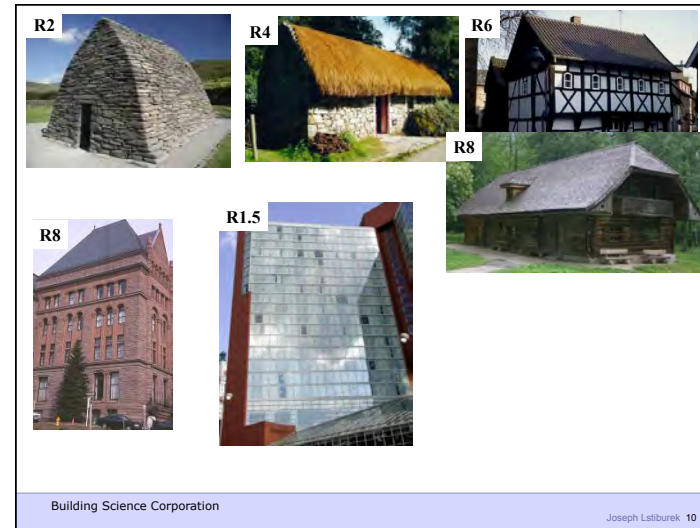 R2
R4
R6
R8
R8
R1.5
Building Science Corporation
Joseph Lstiburek 10